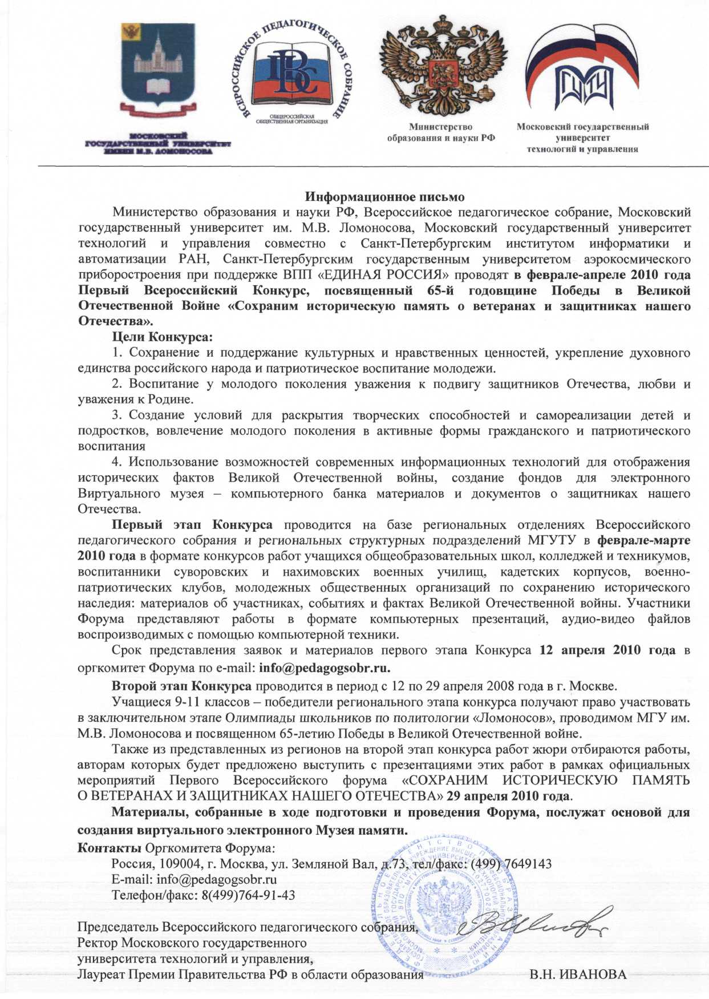 ВСЕРОССИЙСКОЕ ПЕДАГОГИЧЕСКОЕ СОБРАНИЕ
ОБЩЕРОССИЙСКАЯ
ОБЩЕСТВЕННАЯ ОРГАНИЗАЦИЯ
МОСКОВСКИЙ
ГОСУДАРСТВЕННЫЙ УНИВЕРСИТЕТ
ИМЕНИ М.В. ЛОМОНОСОВА
Министерство
образования и науки РФ
МГУТУ
Московский государственный
университет
технологий и управления
Информационное письмо
Министерство образования и науки РФ, Всероссийское педагогическое собрание, Московский
государственный университет им. М.В. Ломоносова, Московский государственный университет
технологий и управления совместно с Санкт-Петербургским институтом информатики и
автоматизации РАН, Санкт-Петербургским государственным университетом аэрокосмического
приборостроения при поддержке ВПП «ЕДИНАЯ РОССИЯ» проводят в феврале-апреле 2010 года
Первый Всероссийский Конкурс, посвященный 65-й годовщине Победы в Великой
Отечественной Войне «Сохраним историческую память о ветеранах и защитниках нашего
Отечества».
Цели Конкурса:
1. Сохранение и поддержание культурных и нравственных ценностей, укрепление духовного
единства российского народа и патриотическое воспитание молодежи.
2. Воспитание у молодого поколения уважения к подвигу защитников Отечества, любви и
уважения к Родине.
3. Создание условий для раскрытия творческих способностей и самореализации детей и
подростков, вовлечение молодого поколения в активные формы гражданского и патриотического
воспитания
4. Использование возможностей современных информационных технологий для отображения
исторических фактов Великой Отечественной войны, создание фондов для электронного
Виртуального музея – компьютерного банка материалов и документов о защитниках нашего
Отечества.
Первый этап Конкурса проводится на базе региональных отделениях Всероссийского
педагогического собрания и региональных структурных подразделений МГУТУ в феврале-марте
2010 года в формате конкурсов работ учащихся общеобразовательных школ, колледжей и техникумов,
воспитанники суворовских и нахимовских военных училищ, кадетских корпусов, военно-
патриотических клубов, молодежных общественных организаций по сохранению исторического
наследия: материалов об участниках, событиях и фактах Великой Отечественной войны. Участники
Форума представляют работы в формате компьютерных презентаций, аудио-видео файлов
воспроизводимых с помощью компьютерной техники.
Срок представления заявок и материалов первого этапа Конкурса 12 апреля 2010 года в
оргкомитет Форума по e-mail: info@pedagogsobr.ru.
Второй этап Конкурса проводится в период с 12 по 29 апреля 2008 года в г. Москве.
Учащиеся 9-11 классов – победители регионального этапа конкурса получают право участвовать
в заключительном этапе Олимпиады школьников по политологии «Ломоносов», проводимом МГУ им.
М.В. Ломоносова и посвященном 65-летию Победы в Великой Отечественной войне.
Также из представленных из регионов на второй этап конкурса работ жюри отбираются работы,
авторам которых будет предложено выступить с презентациями этих работ в рамках официальных
мероприятий Первого Всероссийского форума «СОХРАНИМ ИСТОРИЧЕСКУЮ ПАМЯТЬ
О ВЕТЕРАНАХ И ЗАЩИТНИКАХ НАШЕГО ОТЕЧЕСТВА» 29 апреля 2010 года.
Материалы, собранные в ходе подготовки и проведения Форума, послужат основой для
создания виртуального электронного Музея памяти.
Контакты Оргкомитета Форума:
Россия, 109004, г. Москва, ул. Земляной Вал, д.73, тел/факс: (499) 7649143
E-mail: info@pedagogsobr.ru
Телефон/факс: 8(499)764-91-43
Председатель Всероссийского педагогического собрания,
Ректор Московского государственного
университета технологий и управления,
Лауреат Премии Правительства РФ в области образования В.Н. ИВАНОВА